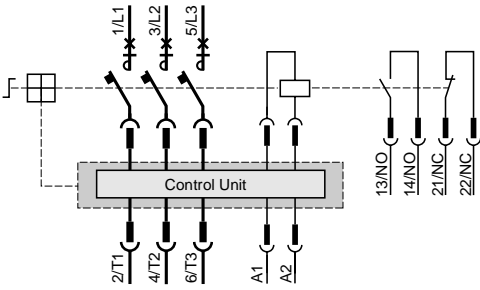 1/L1
3/L2
5/L3
13/NO
14/NO
21/NC
22/NC
Control Unit
2/T1
4/T2
6/T3
A1
A2